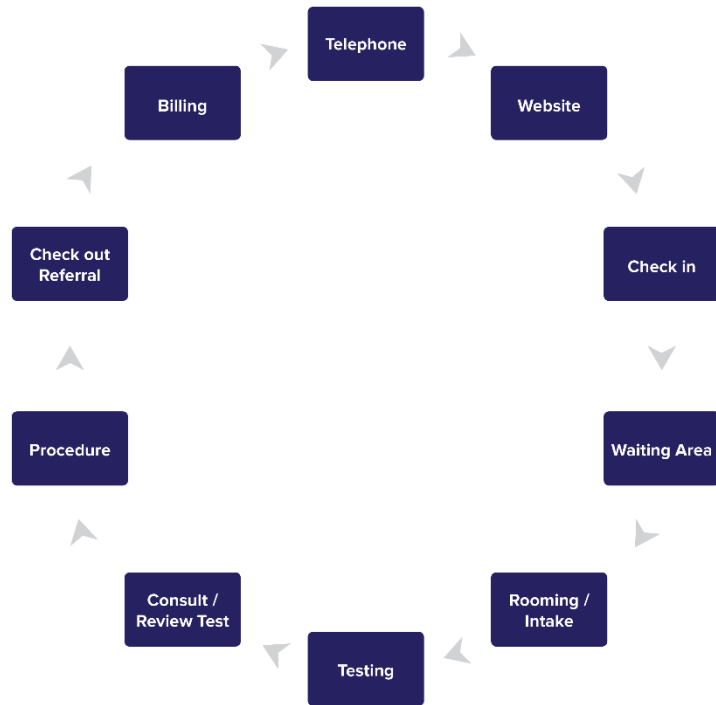 Telephone
Website
Check in
Waiting Area
Rooming /
Intake
Testing
Consult /
Review Test
Procedure
Check out
Referral
Billing